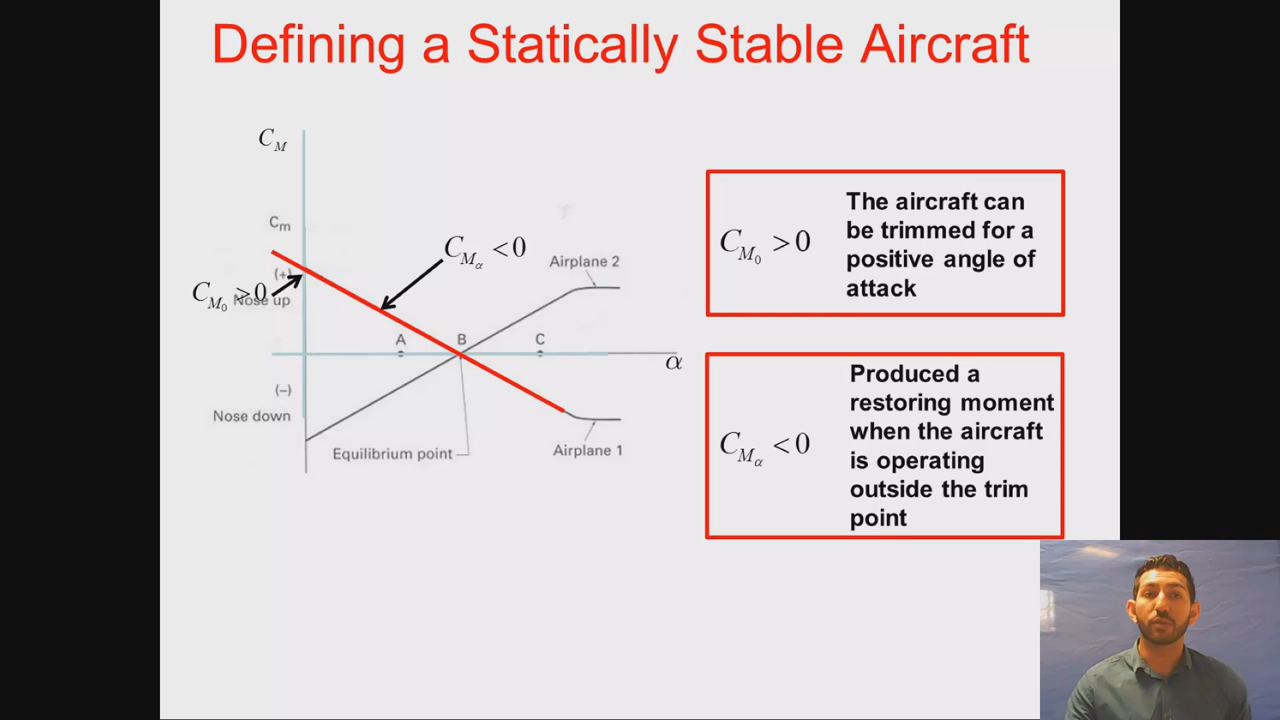 Defining a Statically Stable Aircraft
C_M
C_m
(+)
Nose up
C_{M_0} >0
C_{M_α} <0
Airplane 2
A B C
α
(–)
Nose down
Equilibrium point
Airplane 1
C_{M_0} >0
The aircraft can
be trimmed for a
positive angle of
attack
C_{M_α} <0
Produced a
restoring moment
when the aircraft
is operating
outside the trim
point